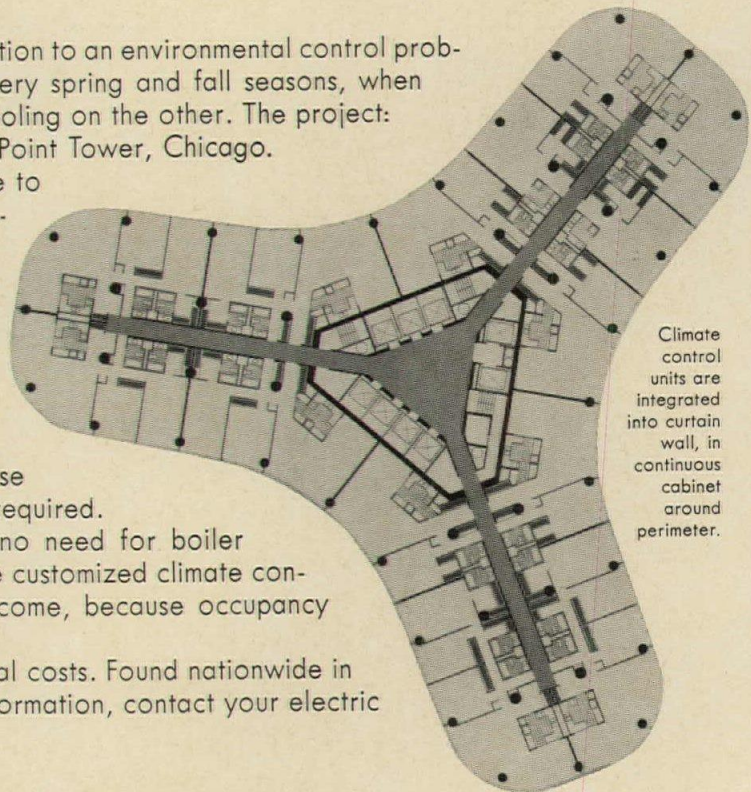 tion to an environmental control prob-
ery spring and fall seasons, when
oling on the other. The project:
Point Tower, Chicago.
e to
-
se
equired.
no need for boiler
e customized climate con-
come, because occupancy
al costs. Found nationwide in
ormation, contact your electric
Climate
control
units are
integrated
into curtain
wall, in
continuous
cabinet
around
perimeter.